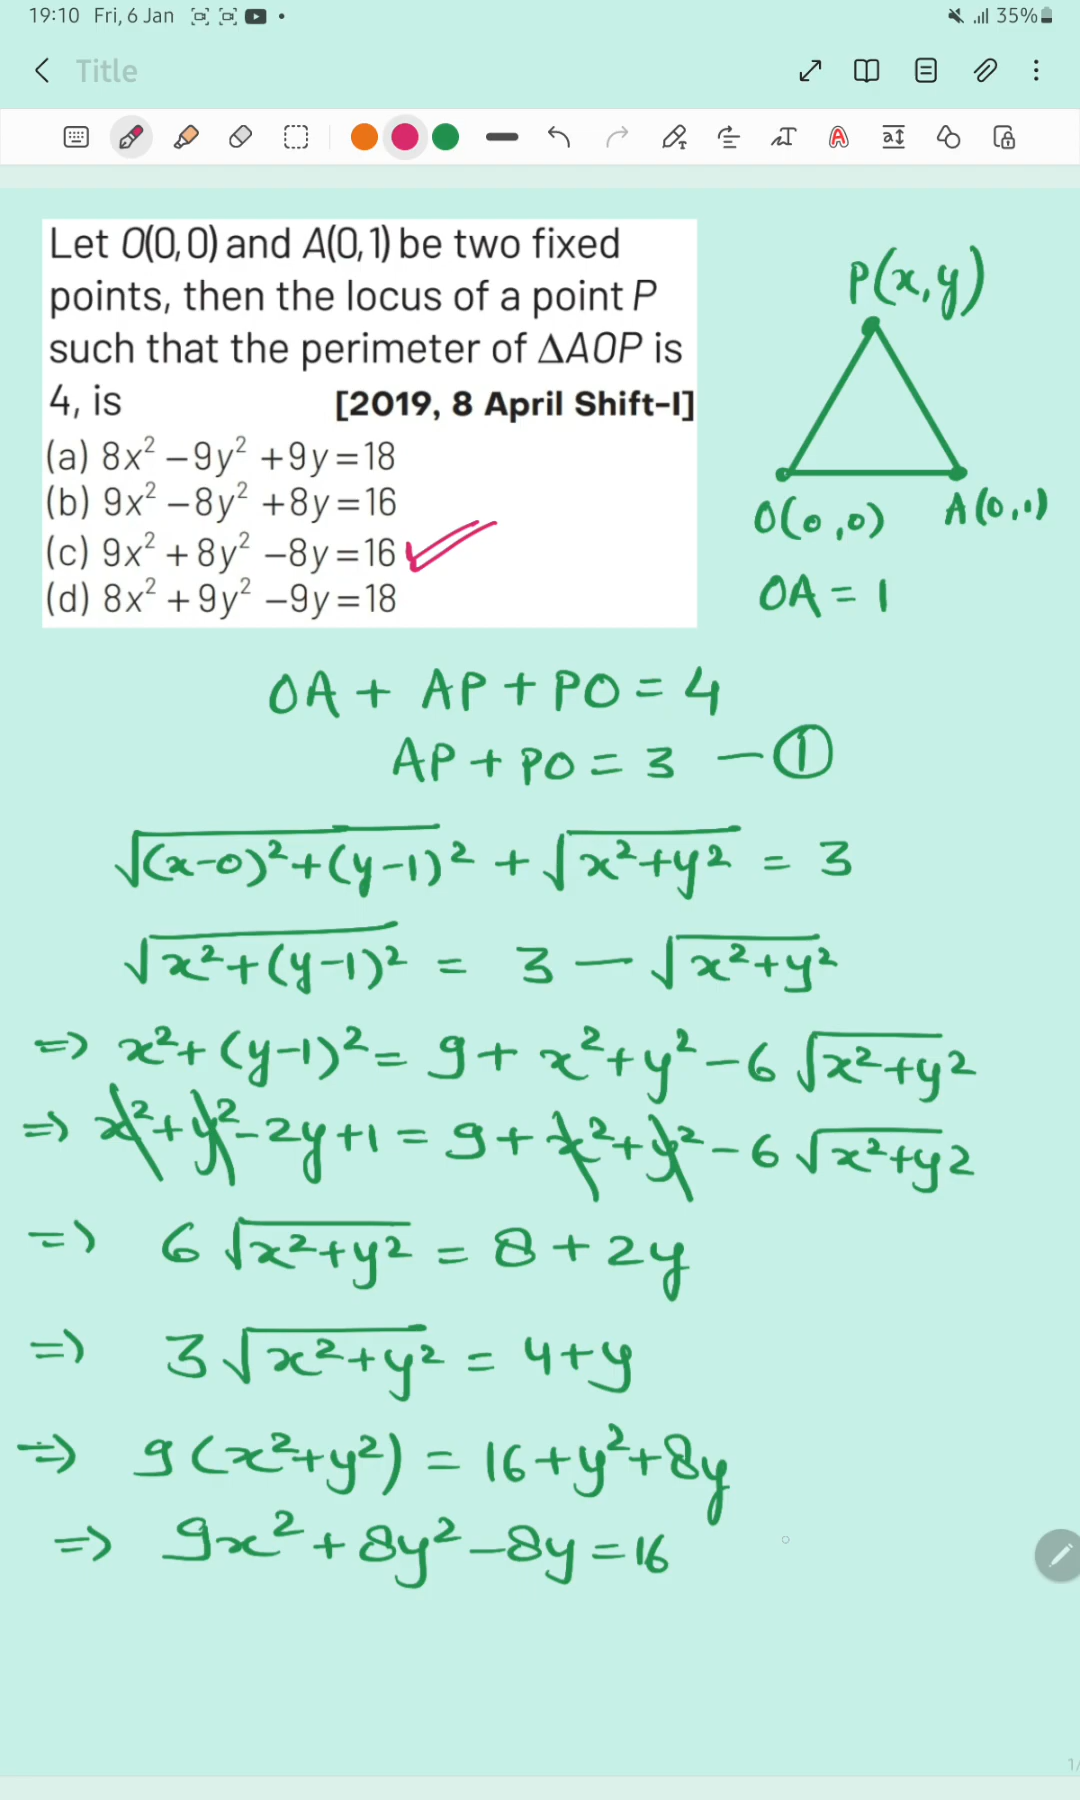 19:10 Fri, 6 Jan
35%
Title
Let O(0,0) and A(0,1) be two fixed
points, then the locus of a point P
such that the perimeter of ΔAOP is
4, is [2019, 8 April Shift-I]
(a) 8x² – 9y² + 9y = 18
(b) 9x² – 8y² + 8y = 16
(c) 9x² + 8y² – 8y = 16
(d) 8x² + 9y² – 9y = 18
P(x,y)
O(0,0) A(0,1)
OA = 1
OA + AP + PO = 4
AP + PO = 3 — ①
√(x-0)²+(y-1)² + √x²+y² = 3
√x²+(y-1)² = 3 — √x²+y²
=> x²+(y-1)² = 9 + x²+y² - 6 √x²+y²
=> x²+y²-2y+1 = 9 + x²+y² - 6 √x²+y²
=> 6 √x²+y² = 8 + 2y
=> 3 √x²+y² = 4+y
=> 9(x²+y²) = 16+y²+8y
=> 9x²+8y²-8y = 16
1/